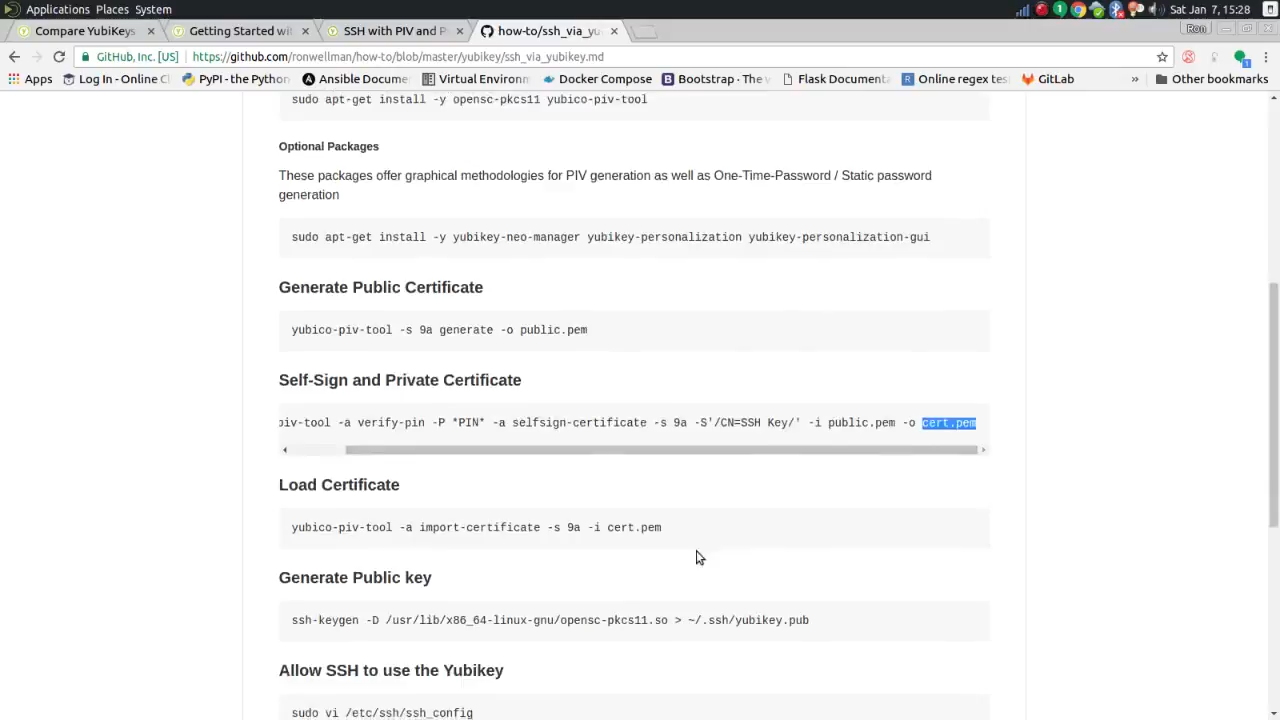 Applications Places System
Sat Jan 7, 15:28
Compare YubiKeys
Getting Started wi
SSH with PIV and P
how-to/ssh_via_yu
Ron
GitHub, Inc. [US]
https://github.com/ronwellman/how-to/blob/master/yubikey/ssh_via_yubikey.md
Apps
Log In - Online C
PyPI - the Python
Ansible Docume
Virtual Environm
Docker Compose
Bootstrap · The v
Flask Documenta
Online regex tes
GitLab
»
Other bookmarks
sudo apt-get install -y opensc-pkcs11 yubico-piv-tool
Optional Packages
These packages offer graphical methodologies for PIV generation as well as One-Time-Password / Static password
generation
sudo apt-get install -y yubikey-neo-manager yubikey-personalization yubikey-personalization-gui
Generate Public Certificate
yubico-piv-tool -s 9a generate -o public.pem
Self-Sign and Private Certificate
piv-tool -a verify-pin -P *PIN* -a selfsign-certificate -s 9a -S'/CN=SSH Key/' -i public.pem -o cert.pem
Load Certificate
yubico-piv-tool -a import-certificate -s 9a -i cert.pem
Generate Public key
ssh-keygen -D /usr/lib/x86_64-linux-gnu/opensc-pkcs11.so > ~/.ssh/yubikey.pub
Allow SSH to use the Yubikey
sudo vi /etc/ssh/ssh_config